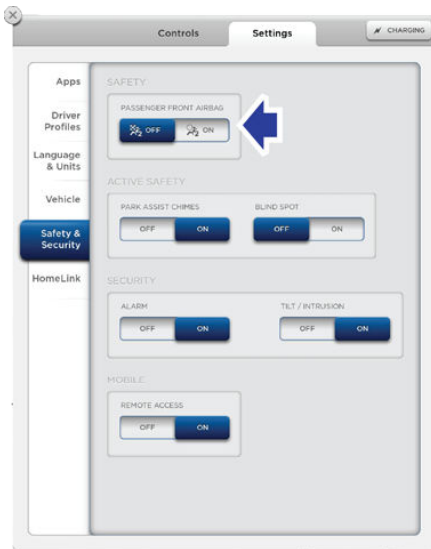 Controls
Settings
CHARGING
Apps
Driver
Profiles
Language
& Units
Vehicle
Safety &
Security
HomeLink
SAFETY
PASSENGER FRONT AIRBAG
OFF
ON
ACTIVE SAFETY
PARK ASSIST CHIMES
BLIND SPOT
OFF
ON
OFF
ON
SECURITY
ALARM
TILT / INTRUSION
OFF
ON
OFF
ON
MOBILE
REMOTE ACCESS
OFF
ON